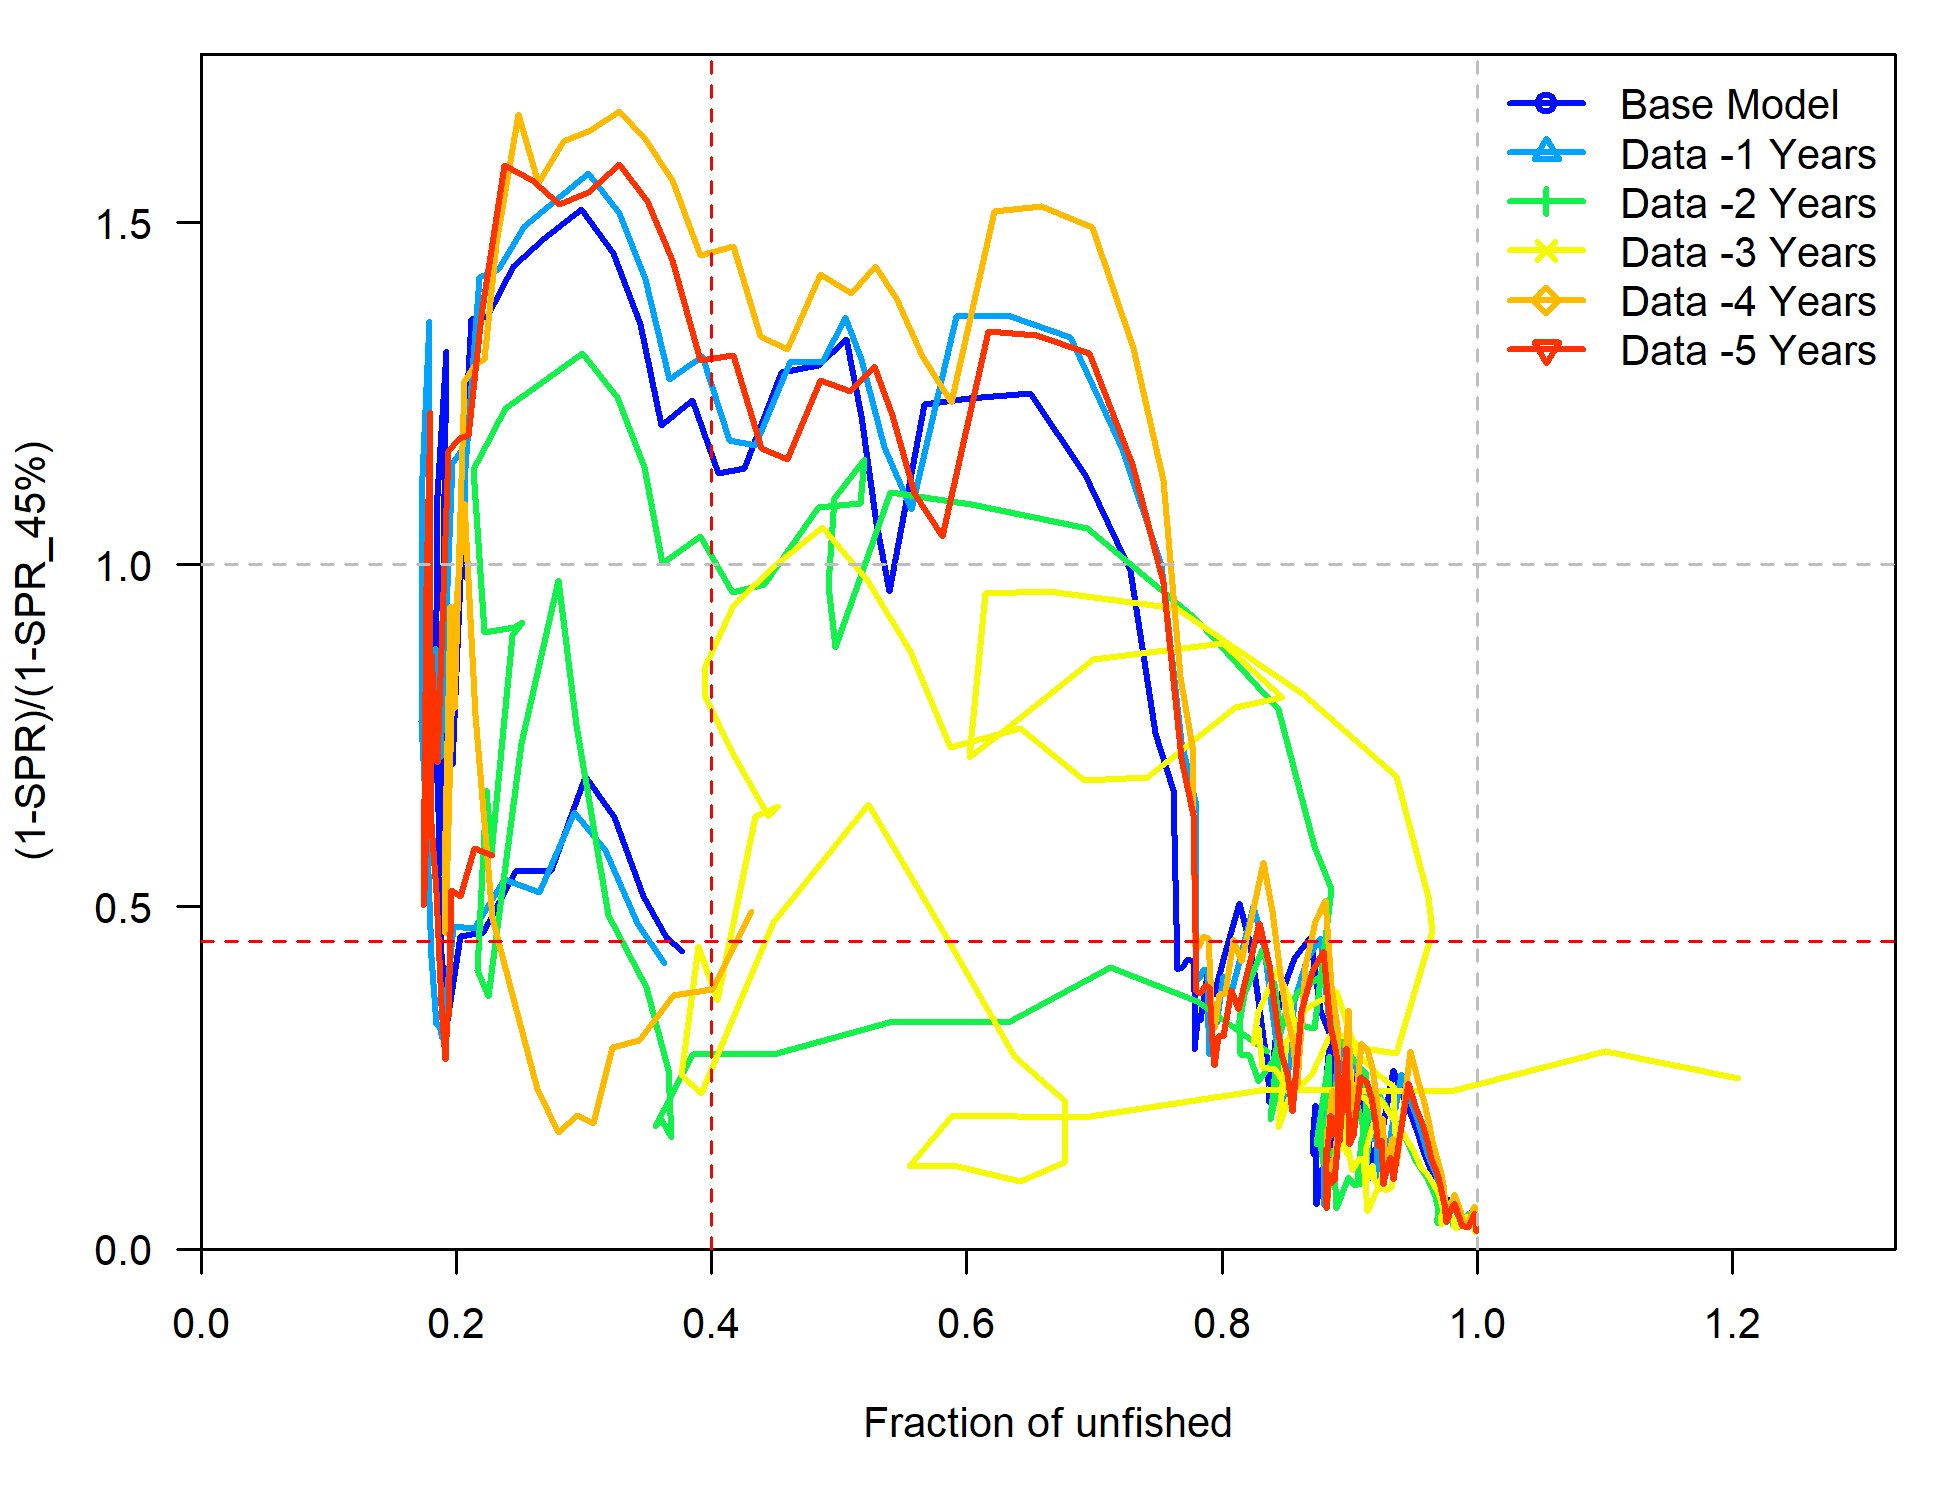 Base Model
Data -1 Years
Data -2 Years
Data -3 Years
Data -4 Years
Data -5 Years
(1-SPR)/(1-SPR_45%)
1.5
1.0
0.5
0.0
0.0 0.2 0.4 0.6 0.8 1.0 1.2
Fraction of unfished